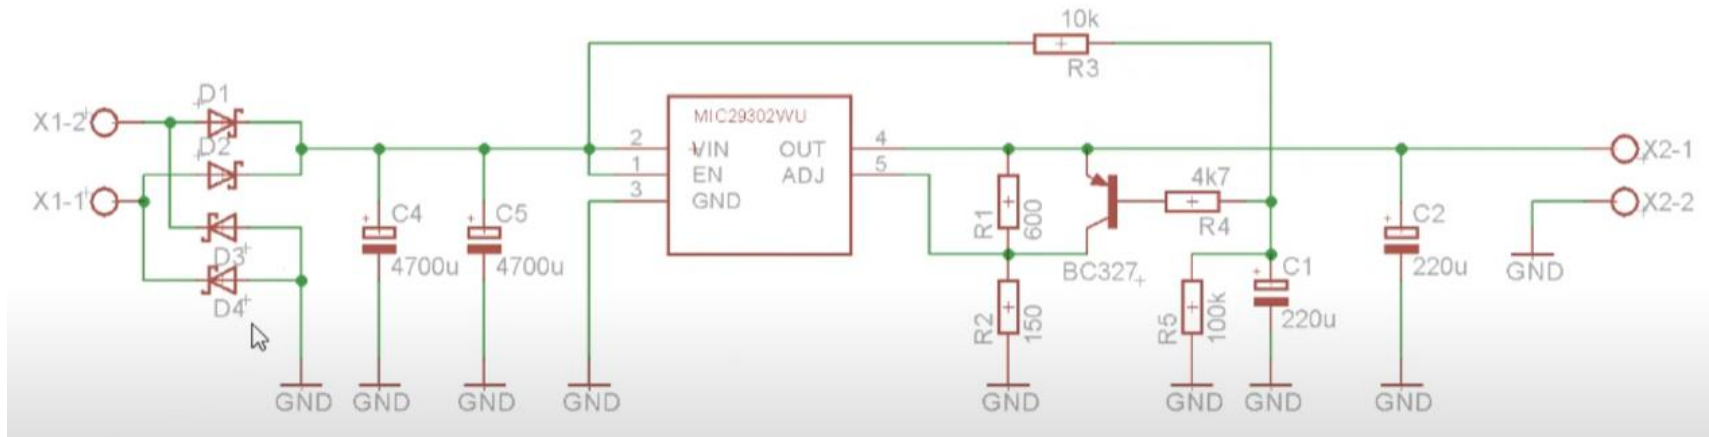 10k
R3
D1
X1-2
MIC29302WU
D2
2
VIN
OUT
4
X2-1
1
EN
ADJ
5
X1-1
3
GND
4k7
X2-2
R1
600
R4
C4
C5
C2
D3
4700u
4700u
BC327
C1
220u
GND
D4
R2
150
R5
100k
220u
GND
GND
GND
GND
GND
GND
GND
GND